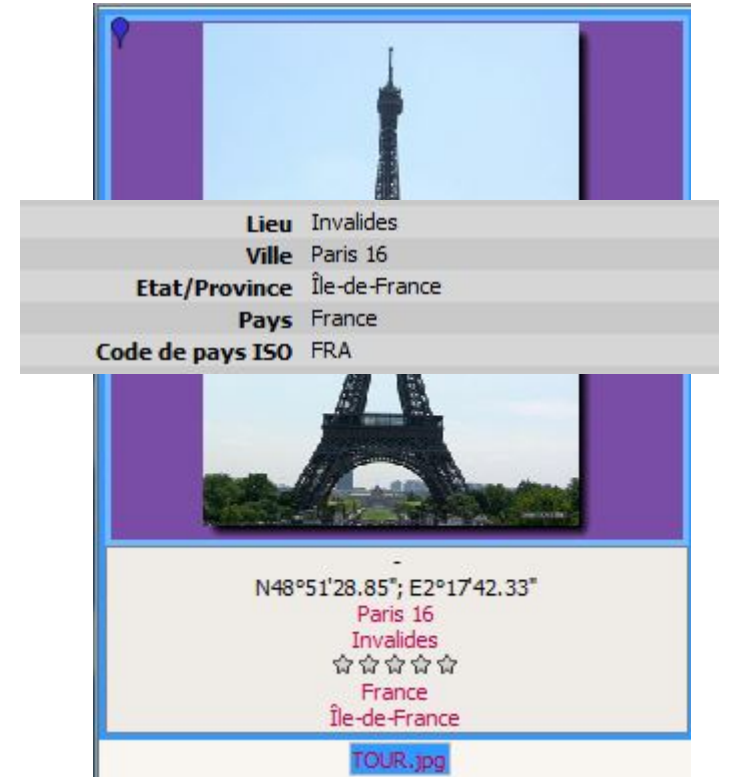 Lieu Invalides
Ville Paris 16
Etat/Province Île-de-France
Pays France
Code de pays ISO FRA
-
N48°51'28.85"; E2°17'42.33"
Paris 16
Invalides
France
Île-de-France
TOUR.jpg